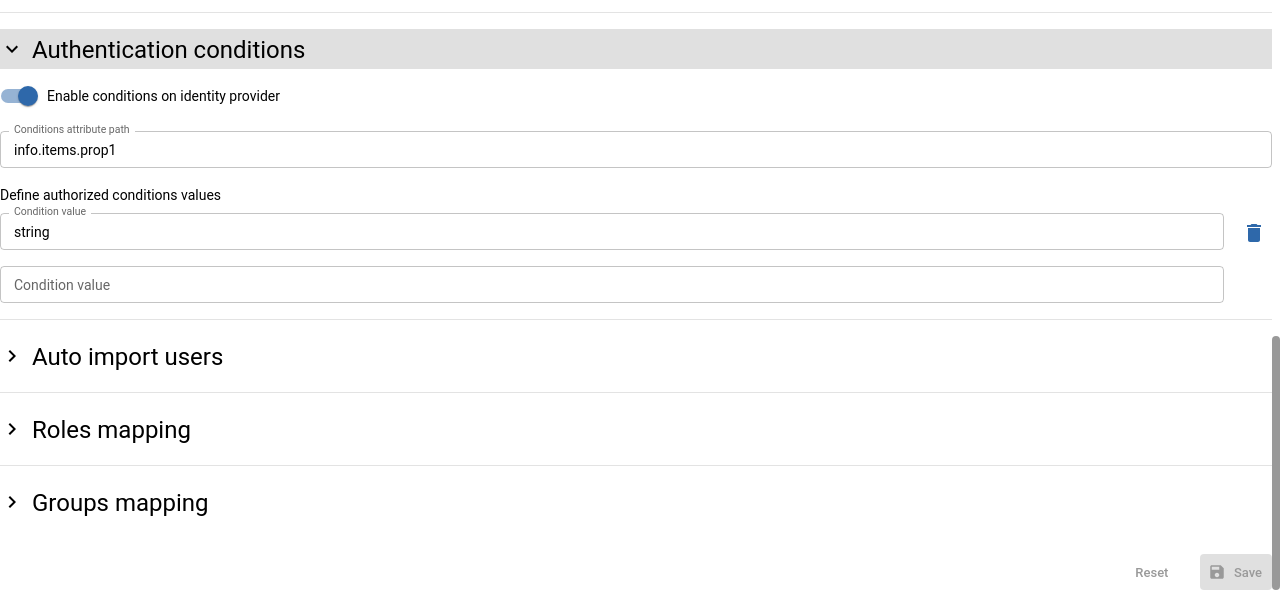 Authentication conditions
Enable conditions on identity provider
Conditions attribute path
info.items.prop1
Define authorized conditions values
Condition value
string
Condition value
Auto import users
Roles mapping
Groups mapping
Reset
Save